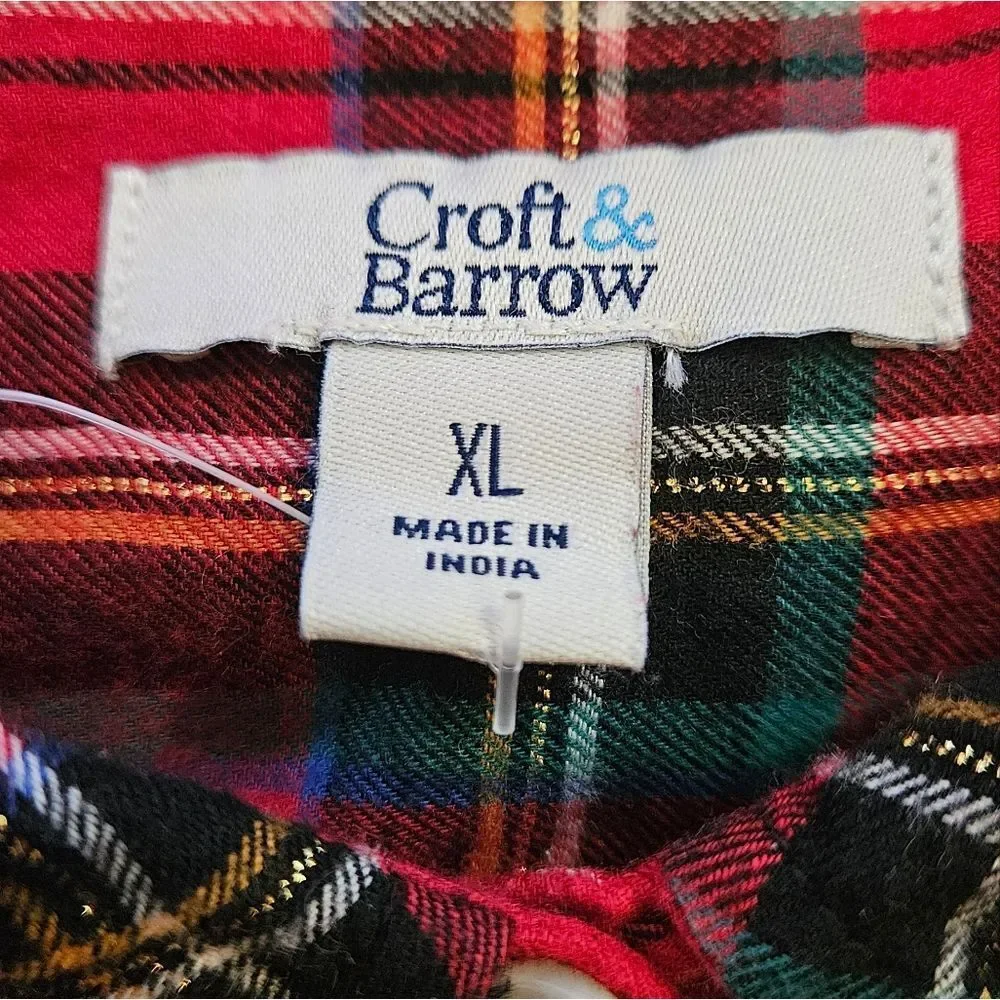 Croft &
Barrow
XL
MADE IN
INDIA